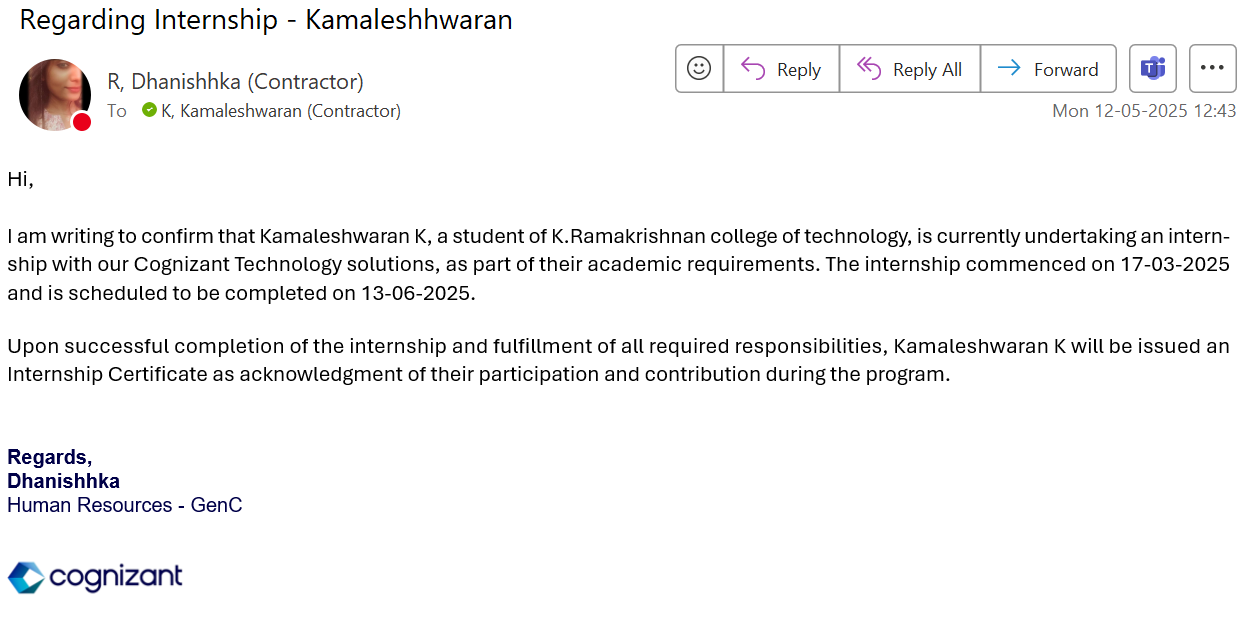 Regarding Internship - Kamaleshhwaran
R, Dhanishhka (Contractor)
To K, Kamaleshwaran (Contractor)
Reply
Reply All
Forward
Mon 12-05-2025 12:43
Hi,
I am writing to confirm that Kamaleshwaran K, a student of K.Ramakrishnan college of technology, is currently undertaking an intern-
ship with our Cognizant Technology solutions, as part of their academic requirements. The internship commenced on 17-03-2025
and is scheduled to be completed on 13-06-2025.
Upon successful completion of the internship and fulfillment of all required responsibilities, Kamaleshwaran K will be issued an
Internship Certificate as acknowledgment of their participation and contribution during the program.
Regards,
Dhanishhka
Human Resources - GenC
cognizant